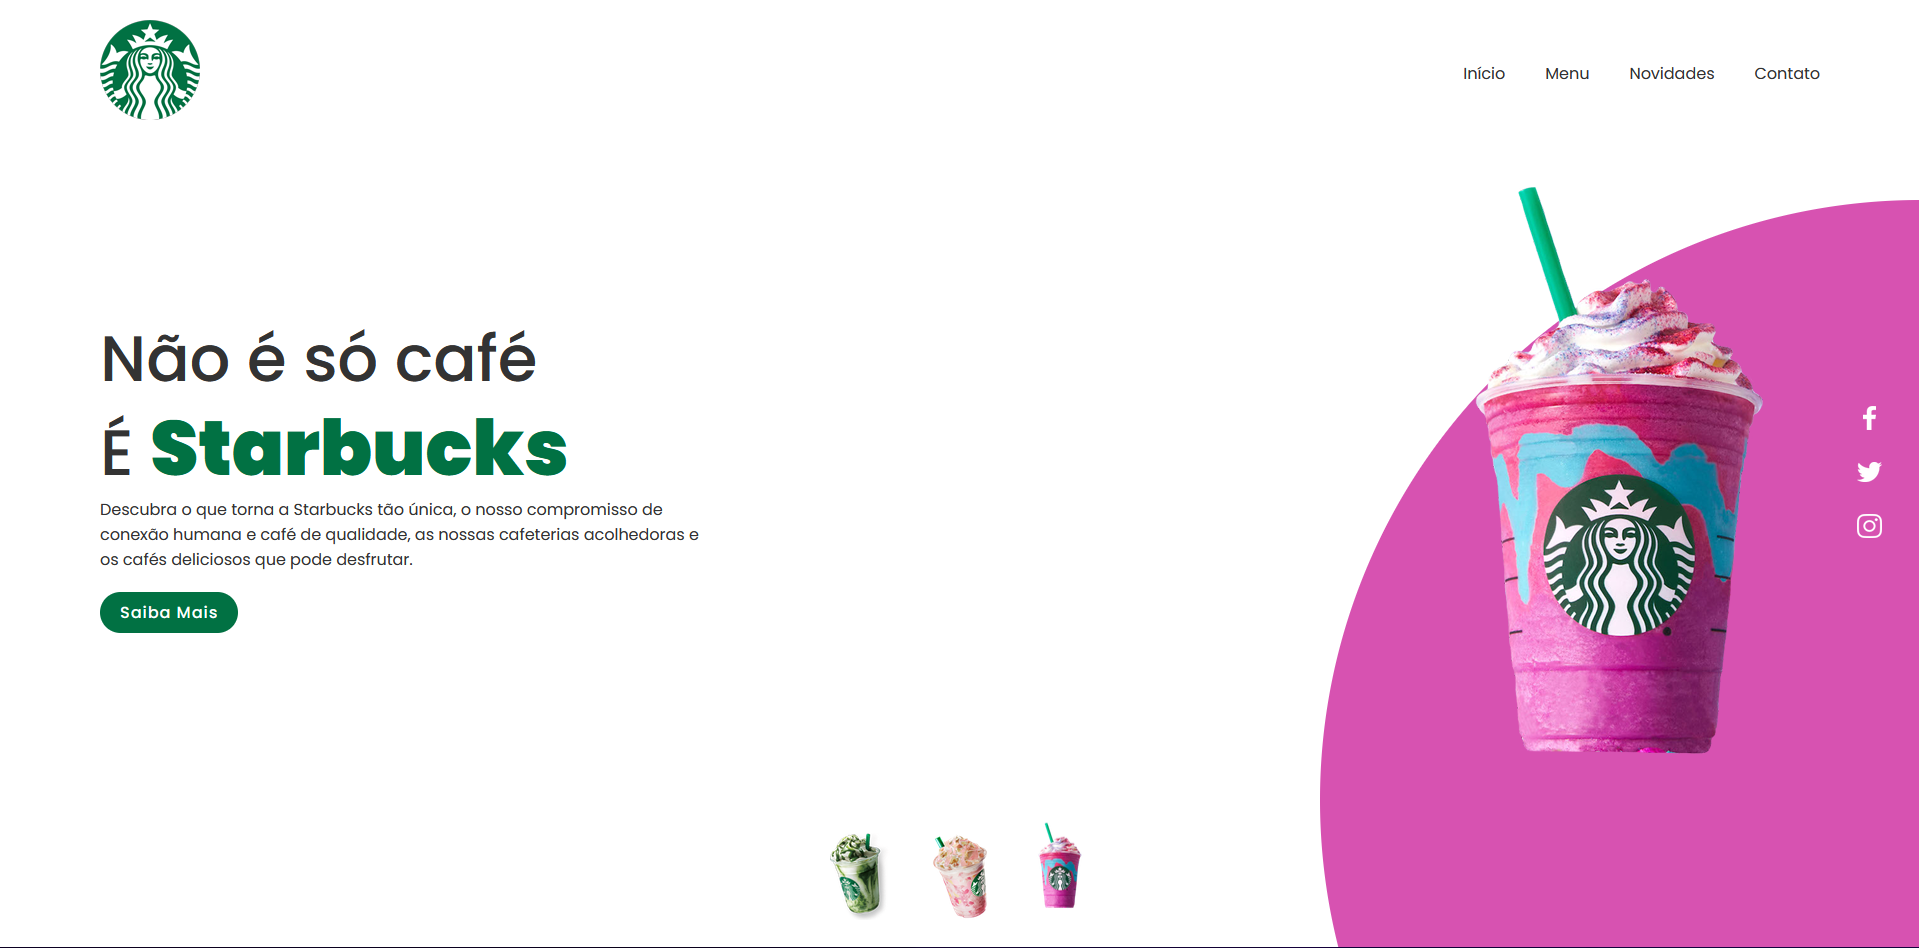 Início
Menu
Novidades
Contato
Não é só café
É Starbucks
Descubra o que torna a Starbucks tão única, o nosso compromisso de
conexão humana e café de qualidade, as nossas cafeterias acolhedoras e
os cafés deliciosos que pode desfrutar.
Saiba Mais